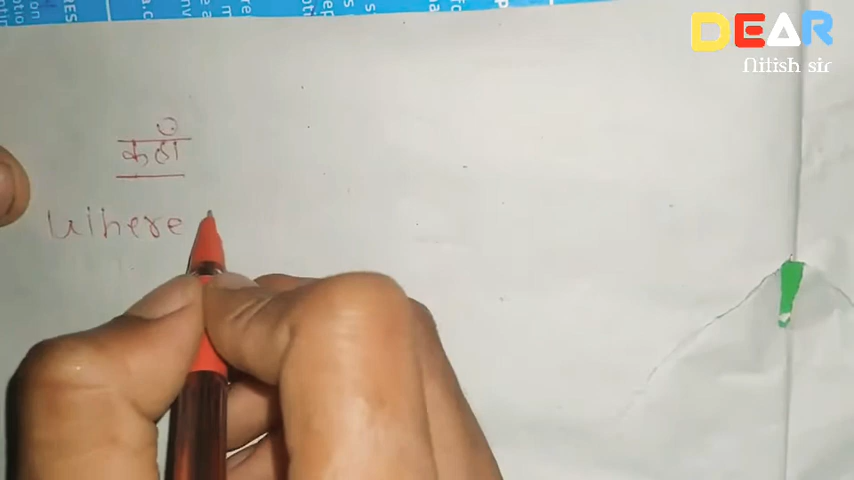 DEAR
Nitish sir
कहाँ
Where